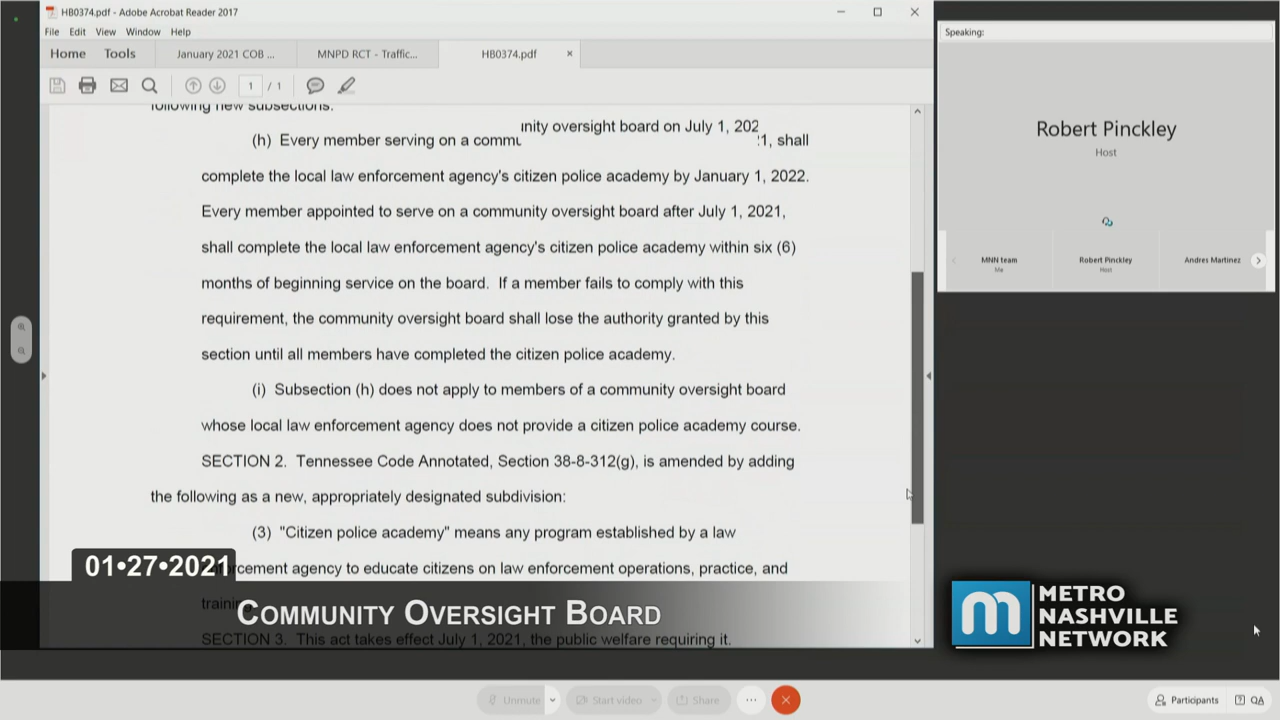 HB0374.pdf - Adobe Acrobat Reader 2017
File Edit View Window Help
Home Tools January 2021 COB ... MNPD RCT - Traffic... HB0374.pdf ×
1 / 1
following new subsections:
(h) Every member serving on a community oversight board on July 1, 2021, shall
complete the local law enforcement agency's citizen police academy by January 1, 2022.
Every member appointed to serve on a community oversight board after July 1, 2021,
shall complete the local law enforcement agency's citizen police academy within six (6)
months of beginning service on the board. If a member fails to comply with this
requirement, the community oversight board shall lose the authority granted by this
section until all members have completed the citizen police academy.
(i) Subsection (h) does not apply to members of a community oversight board
whose local law enforcement agency does not provide a citizen police academy course.
SECTION 2. Tennessee Code Annotated, Section 38-8-312(g), is amended by adding
the following as a new, appropriately designated subdivision:
(3) "Citizen police academy" means any program established by a law
rcement agency to educate citizens on law enforcement operations, practice, and
training
SECTION 3. This act takes effect July 1, 2021, the public welfare requiring it.
01•27•2021
COMMUNITY OVERSIGHT BOARD
Speaking:
Robert Pinckley
Host
MNN team Robert Pinckley Andres Martinez
Me Host
m METRO
NASHVILLE
NETWORK
Unmute Start video Share ... Participants QA